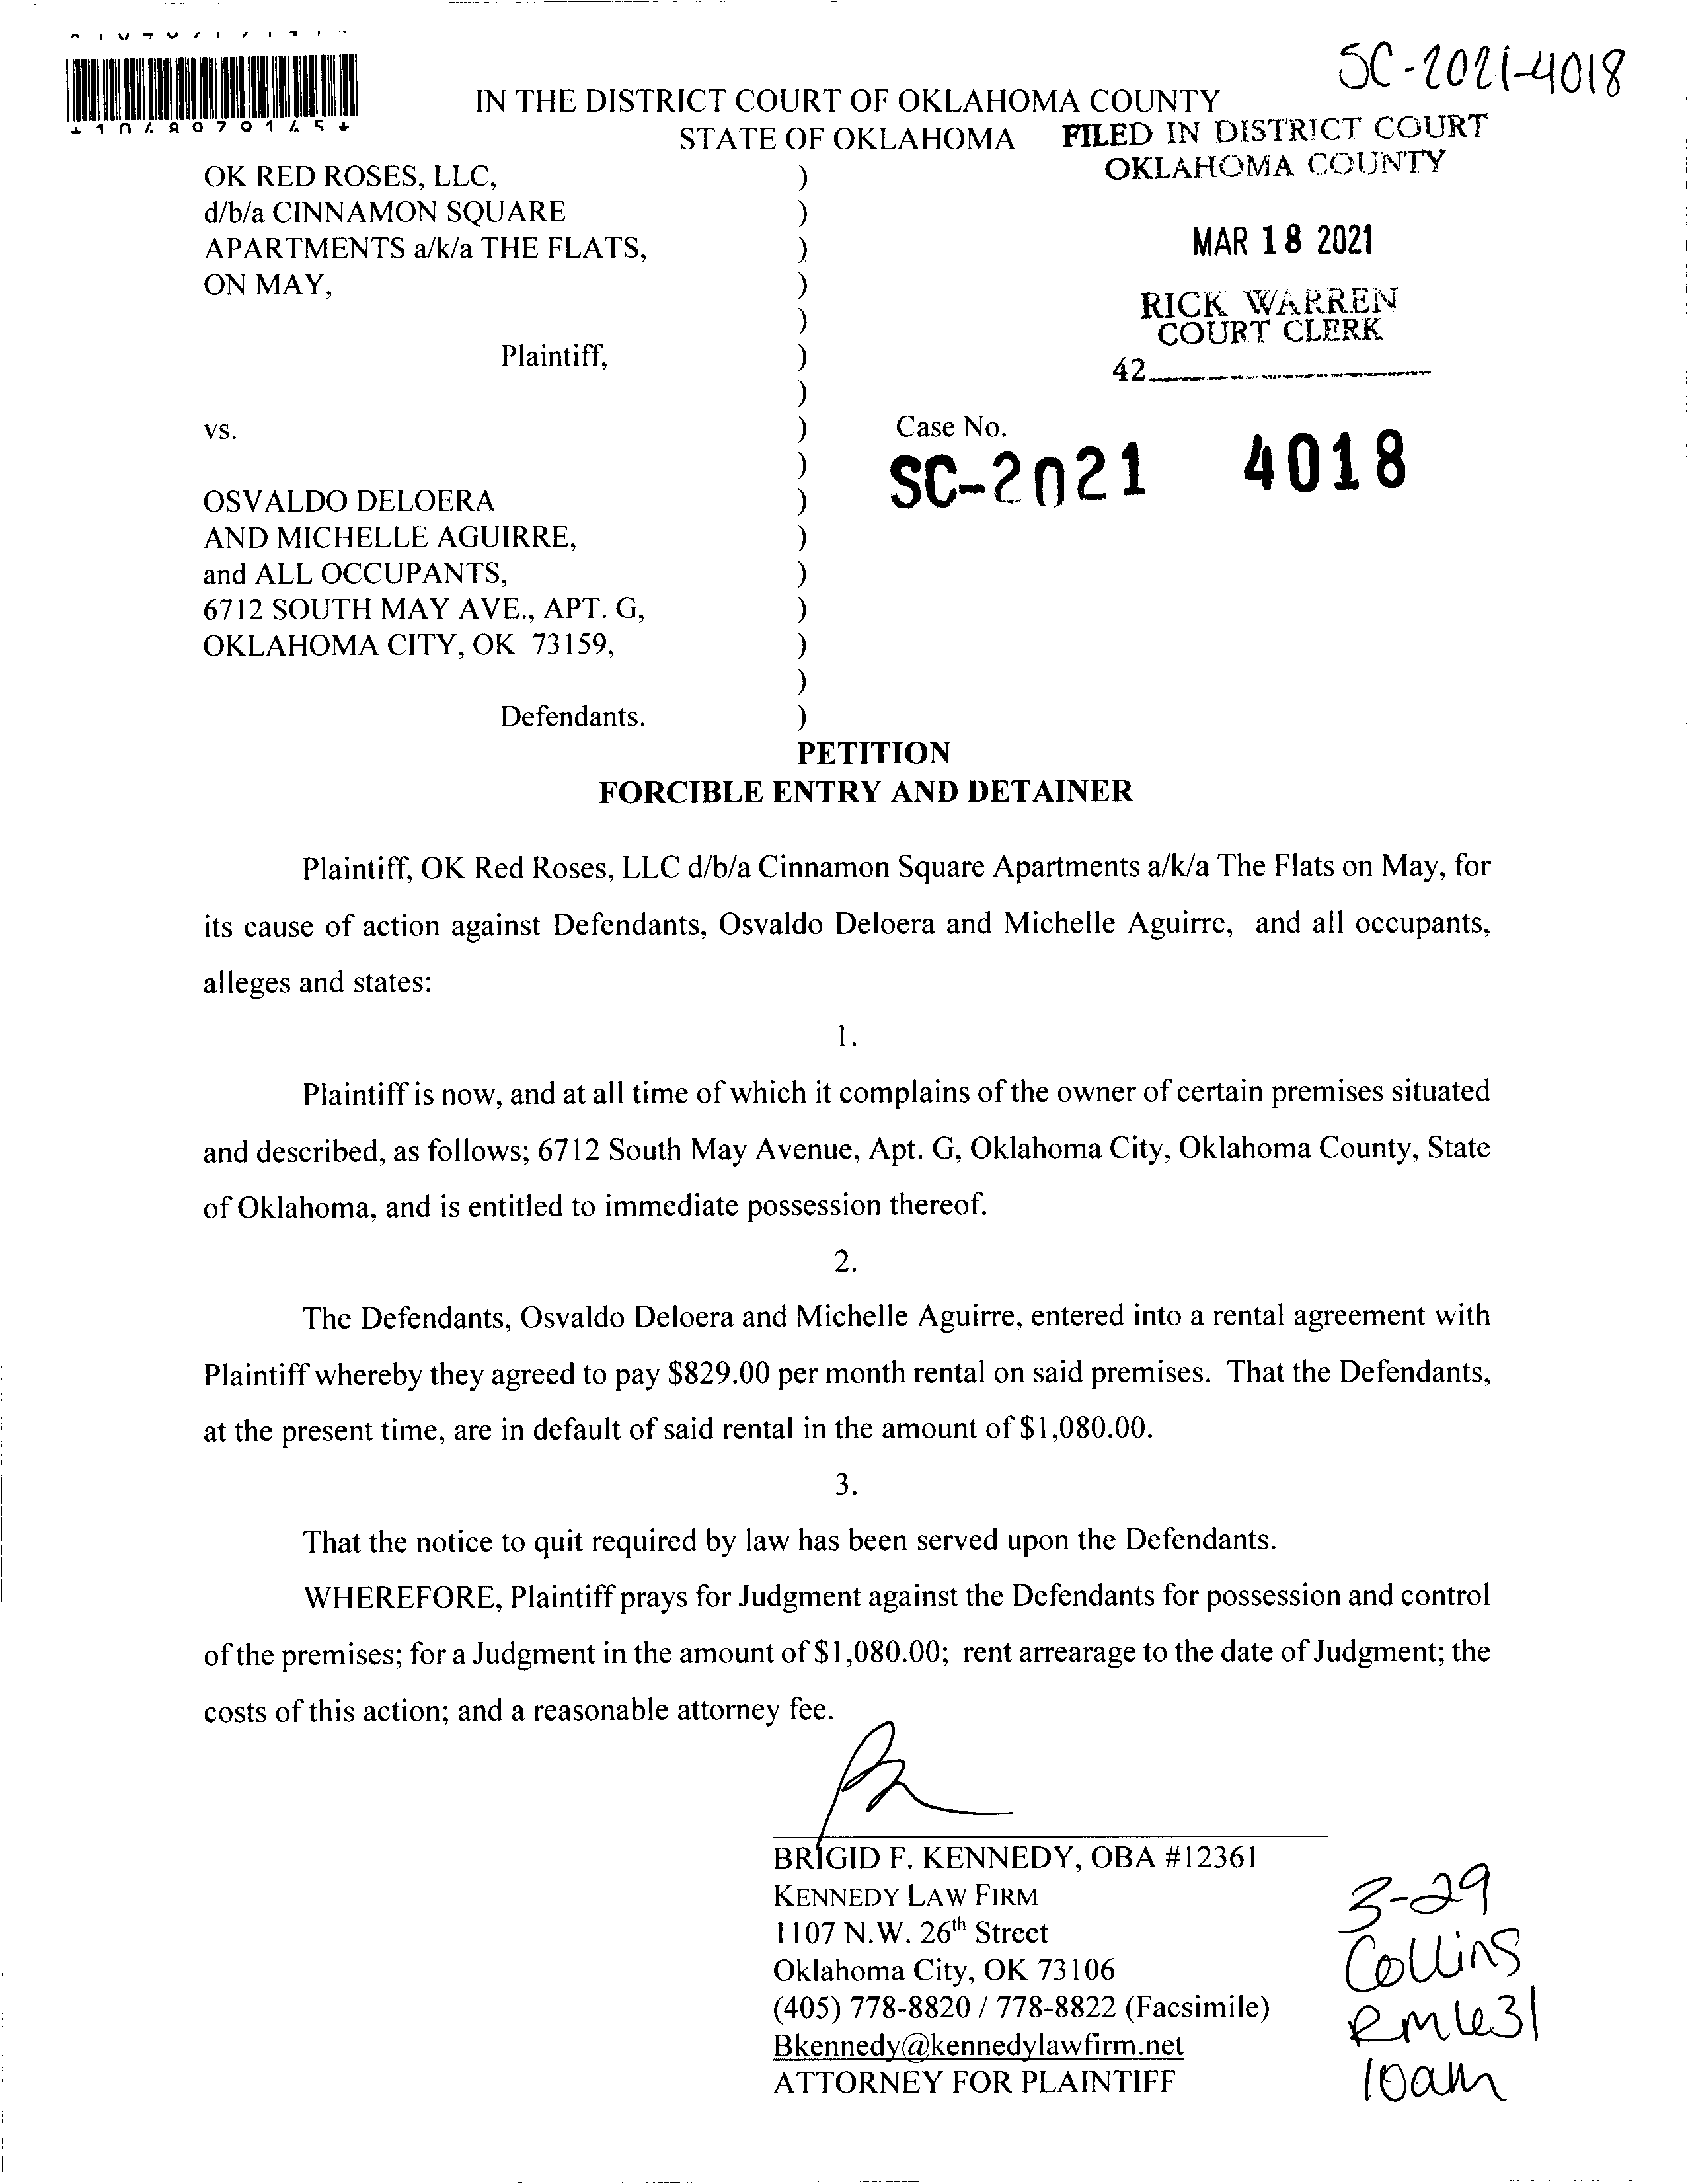 SC-2021-4018
IN THE DISTRICT COURT OF OKLAHOMA COUNTY
STATE OF OKLAHOMA
FILED IN DISTRICT COURT
OKLAHOMA COUNTY
MAR 18 2021
RICK WARREN
COURT CLERK
42
OK RED ROSES, LLC, )
d/b/a CINNAMON SQUARE )
APARTMENTS a/k/a THE FLATS, )
ON MAY, )
)
Plaintiff, )
)
vs. ) Case No.
) SC-2021 4018
OSVALDO DELOERA )
AND MICHELLE AGUIRRE, )
and ALL OCCUPANTS, )
6712 SOUTH MAY AVE., APT. G, )
OKLAHOMA CITY, OK 73159, )
)
Defendants. )
PETITION
FORCIBLE ENTRY AND DETAINER
Plaintiff, OK Red Roses, LLC d/b/a Cinnamon Square Apartments a/k/a The Flats on May, for
its cause of action against Defendants, Osvaldo Deloera and Michelle Aguirre, and all occupants,
alleges and states:
1.
Plaintiff is now, and at all time of which it complains of the owner of certain premises situated
and described, as follows; 6712 South May Avenue, Apt. G, Oklahoma City, Oklahoma County, State
of Oklahoma, and is entitled to immediate possession thereof.
2.
The Defendants, Osvaldo Deloera and Michelle Aguirre, entered into a rental agreement with
Plaintiff whereby they agreed to pay $829.00 per month rental on said premises. That the Defendants,
at the present time, are in default of said rental in the amount of $1,080.00.
3.
That the notice to quit required by law has been served upon the Defendants.
WHEREFORE, Plaintiff prays for Judgment against the Defendants for possession and control
of the premises; for a Judgment in the amount of $1,080.00; rent arrearage to the date of Judgment; the
costs of this action; and a reasonable attorney fee.
BRIGID F. KENNEDY, OBA #12361
KENNEDY LAW FIRM
1107 N.W. 26th Street
Oklahoma City, OK 73106
(405) 778-8820 / 778-8822 (Facsimile)
Bkennedy@kennedylawfirm.net
ATTORNEY FOR PLAINTIFF
3-29
Collins
Rm 631
10am